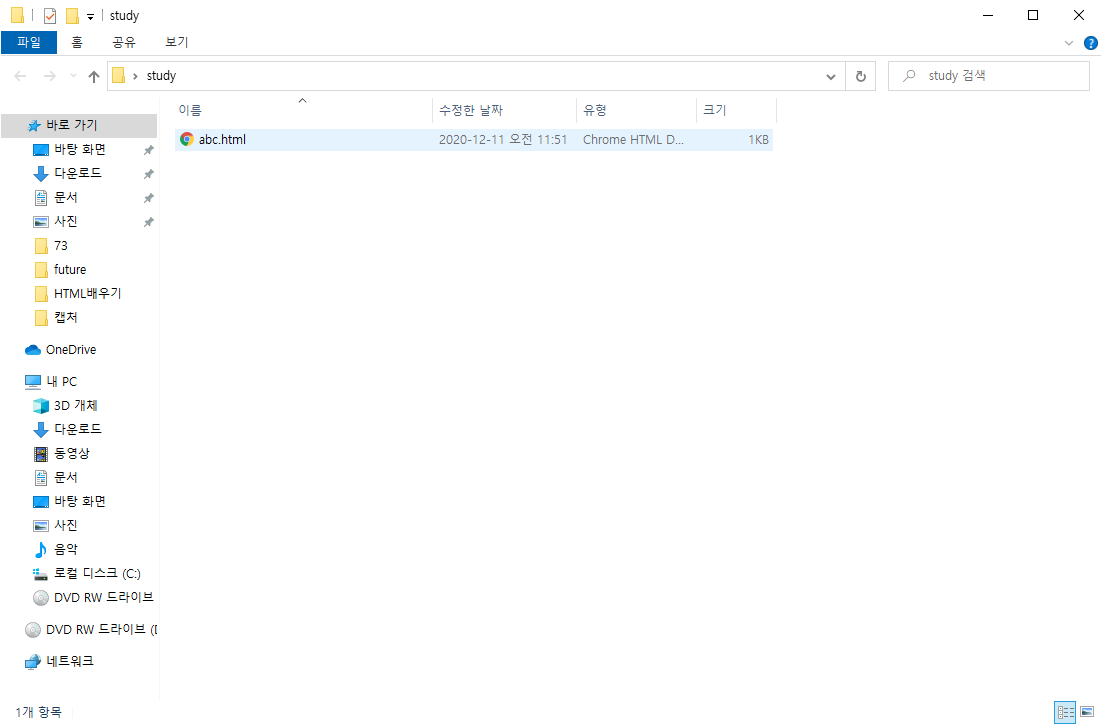 study
파일 홈 공유 보기
study study 검색
이름 수정한 날짜 유형 크기
abc.html 2020-12-11 오전 11:51 Chrome HTML D... 1KB
바로 가기
바탕 화면
다운로드
문서
사진
73
future
HTML배우기
캡처
OneDrive
내 PC
3D 개체
다운로드
동영상
문서
바탕 화면
사진
음악
로컬 디스크 (C:)
DVD RW 드라이브
DVD RW 드라이브 (D
네트워크
1개 항목